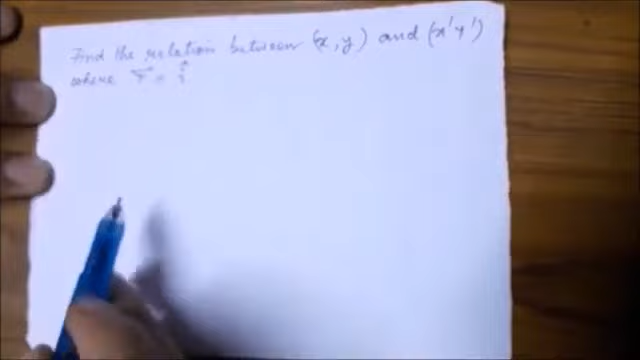 Find the relation between (x, y) and (x'y')
where r̄ = î